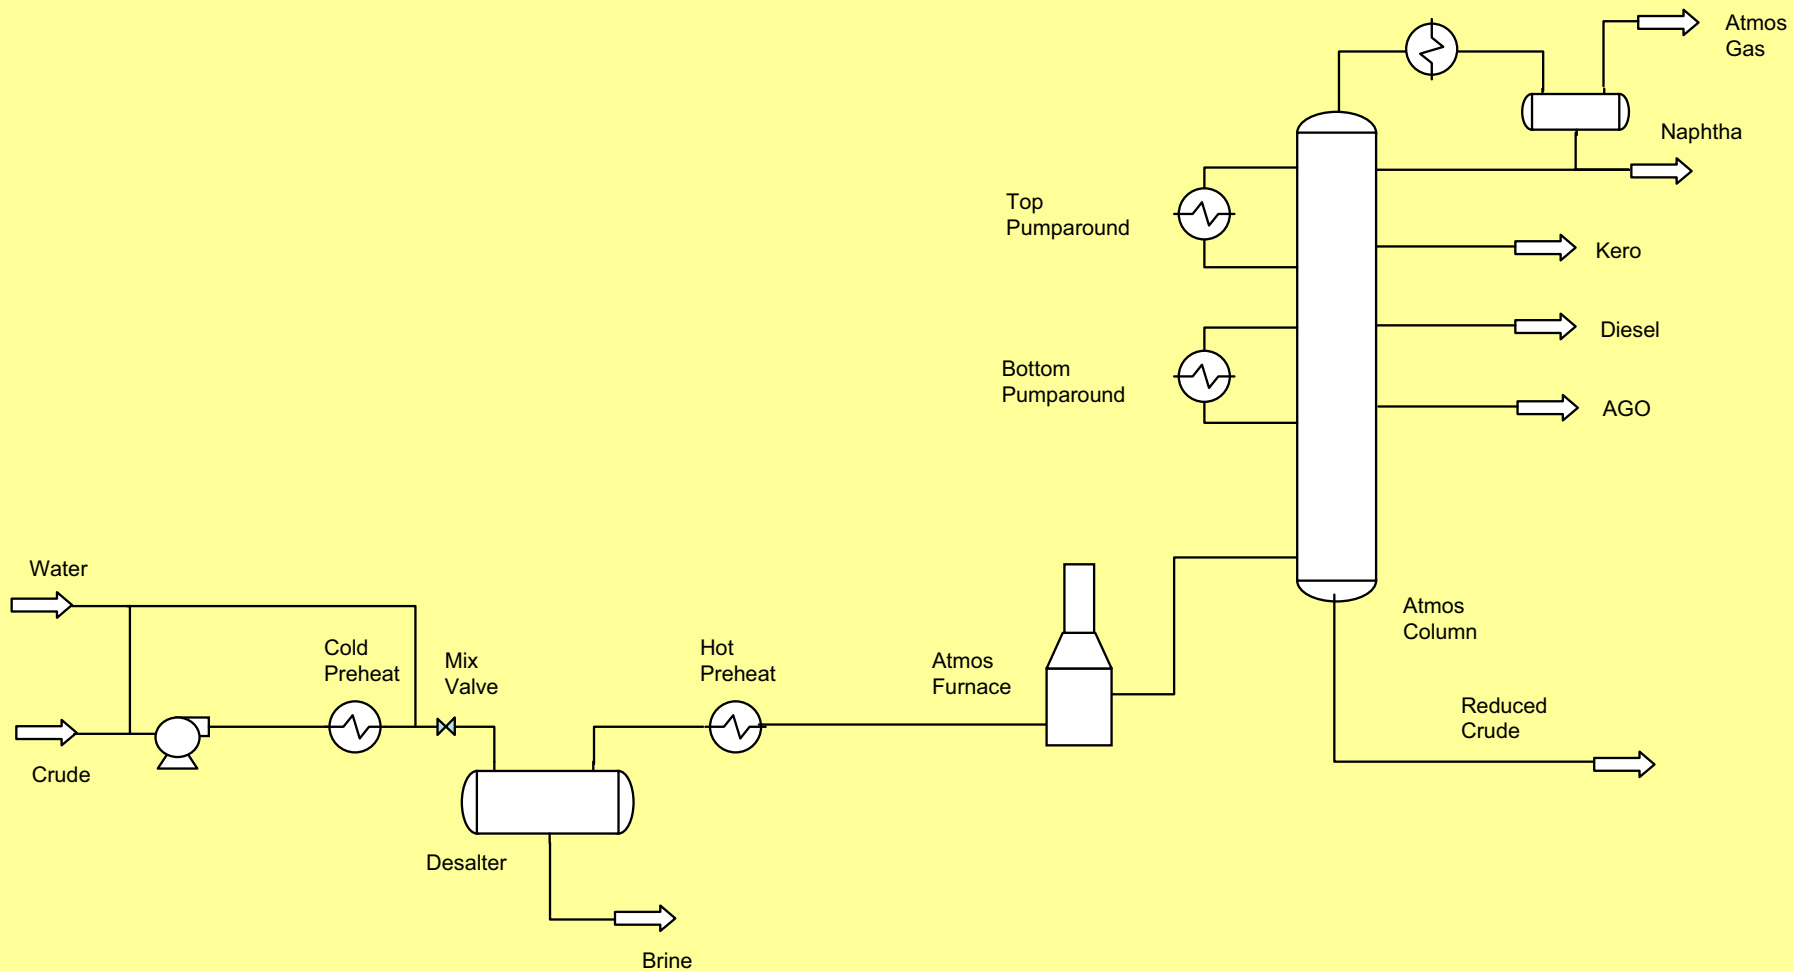 Atmos
Gas
Naphtha
Top
Pumparound
Kero
Diesel
Bottom
Pumparound
AGO
Water
Cold
Preheat
Mix
Valve
Hot
Preheat
Atmos
Furnace
Atmos
Column
Reduced
Crude
Crude
Desalter
Brine